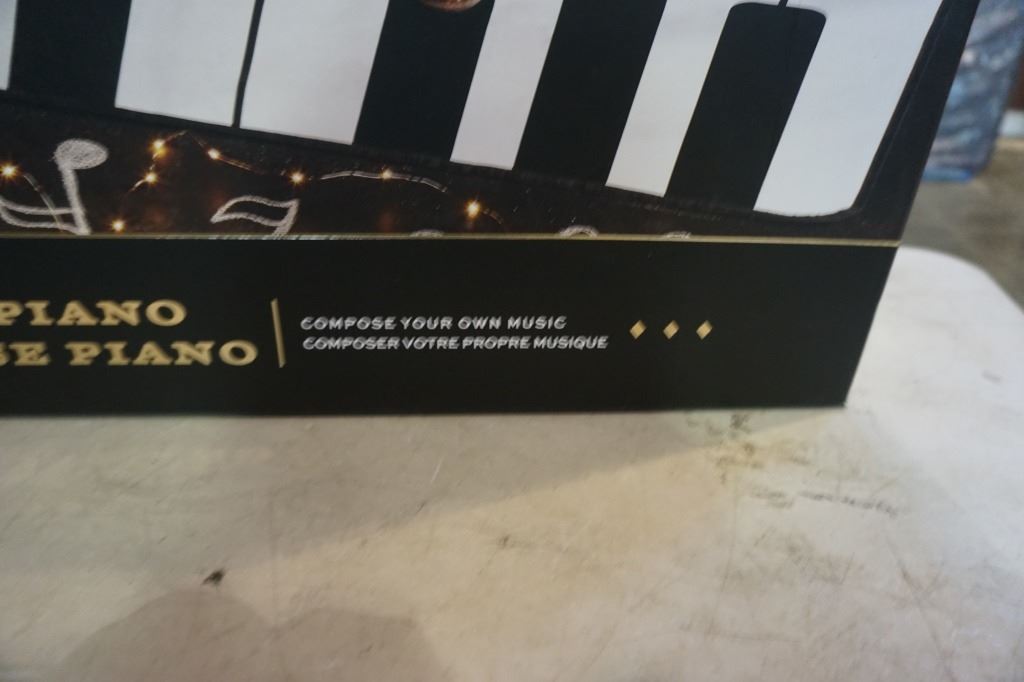 PIANO
SE PIANO
COMPOSE YOUR OWN MUSIC
COMPOSER VOTRE PROPRE MUSIQUE